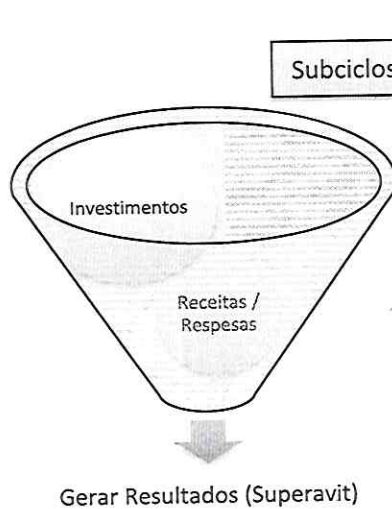 Subciclos
Investimentos
Receitas /
Respesas
Gerar Resultados (Superavit)